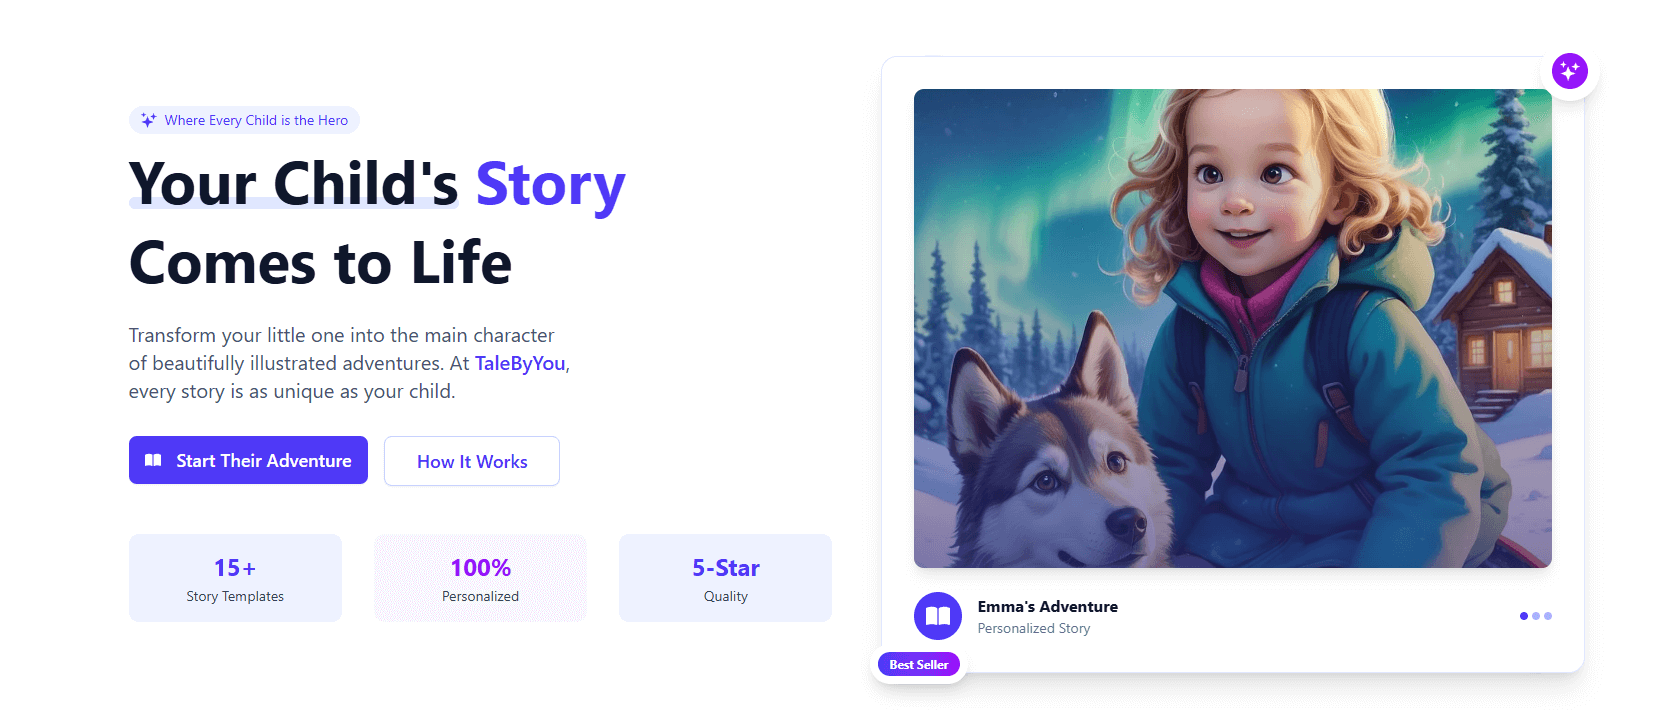 Where Every Child is the Hero
Your Child's Story
Comes to Life
Transform your little one into the main character
of beautifully illustrated adventures. At TaleByYou,
every story is as unique as your child.
Start Their Adventure
How It Works
15+
Story Templates
100%
Personalized
5-Star
Quality
Emma's Adventure
Personalized Story
Best Seller